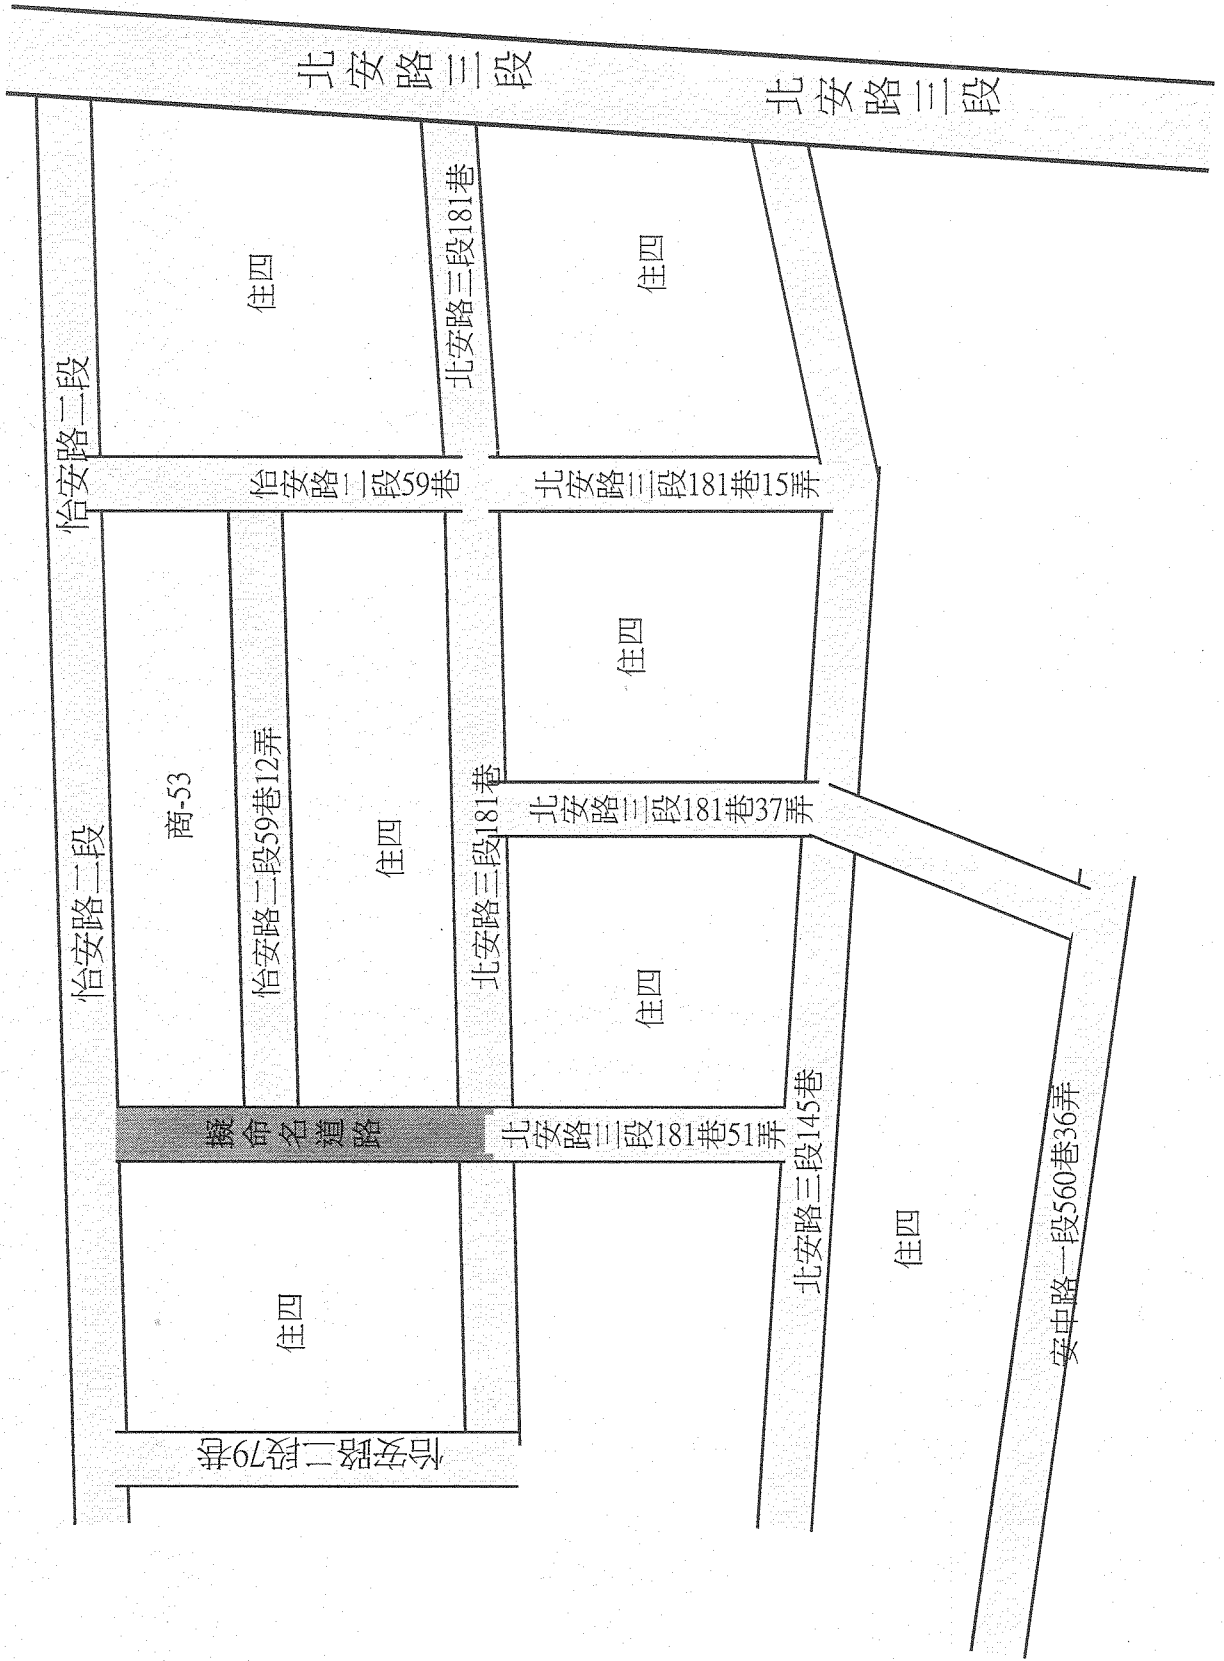 北安路三段
北安路三段
怡安路二段
住四
北安路三段181巷
住四
怡安路二段59巷
北安路三段181巷15弄
怡安路二段
商-53
怡安路二段59巷12弄
住四
北安路三段181巷
住四
北安路三段181巷37弄
住四
擬命名道路
北安路三段181巷51弄
北安路三段145巷
住四
安中路一段560巷36弄
住四
怡安路二段79巷